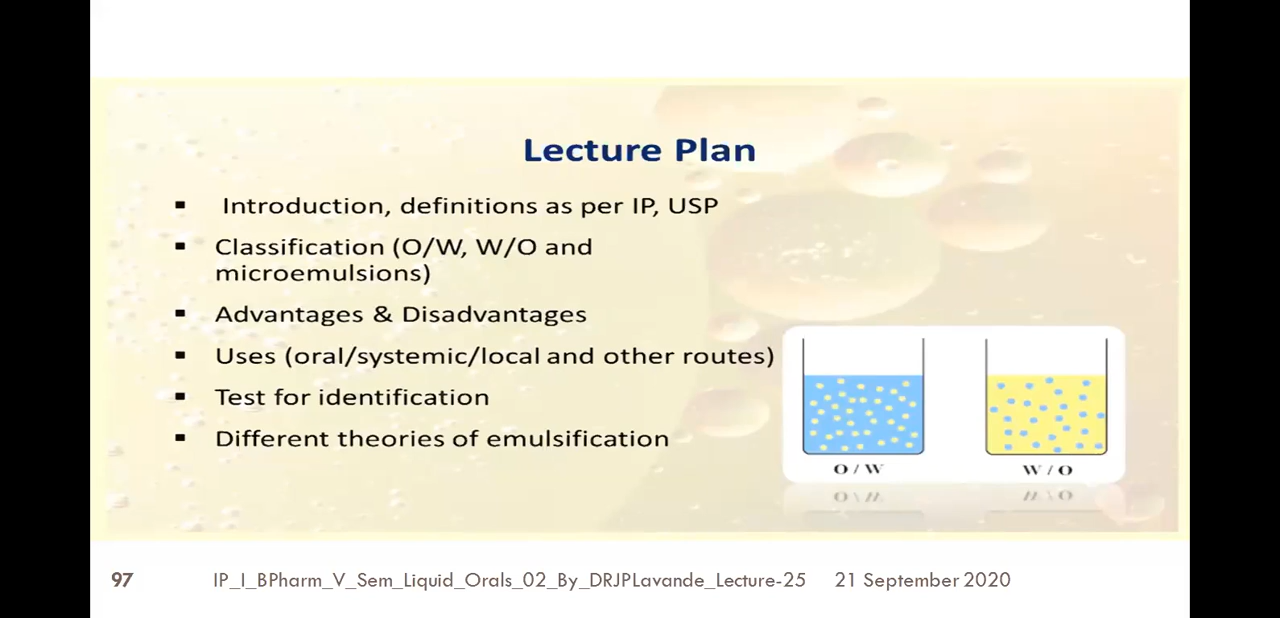 Lecture Plan
▪ Introduction, definitions as per IP, USP
▪ Classification (O/W, W/O and
microemulsions)
▪ Advantages & Disadvantages
▪ Uses (oral/systemic/local and other routes)
▪ Test for identification
▪ Different theories of emulsification
O / W
W / O
97 IP_I_BPharm_V_Sem_Liquid_Orals_02_By_DRJPLavande_Lecture-25 21 September 2020